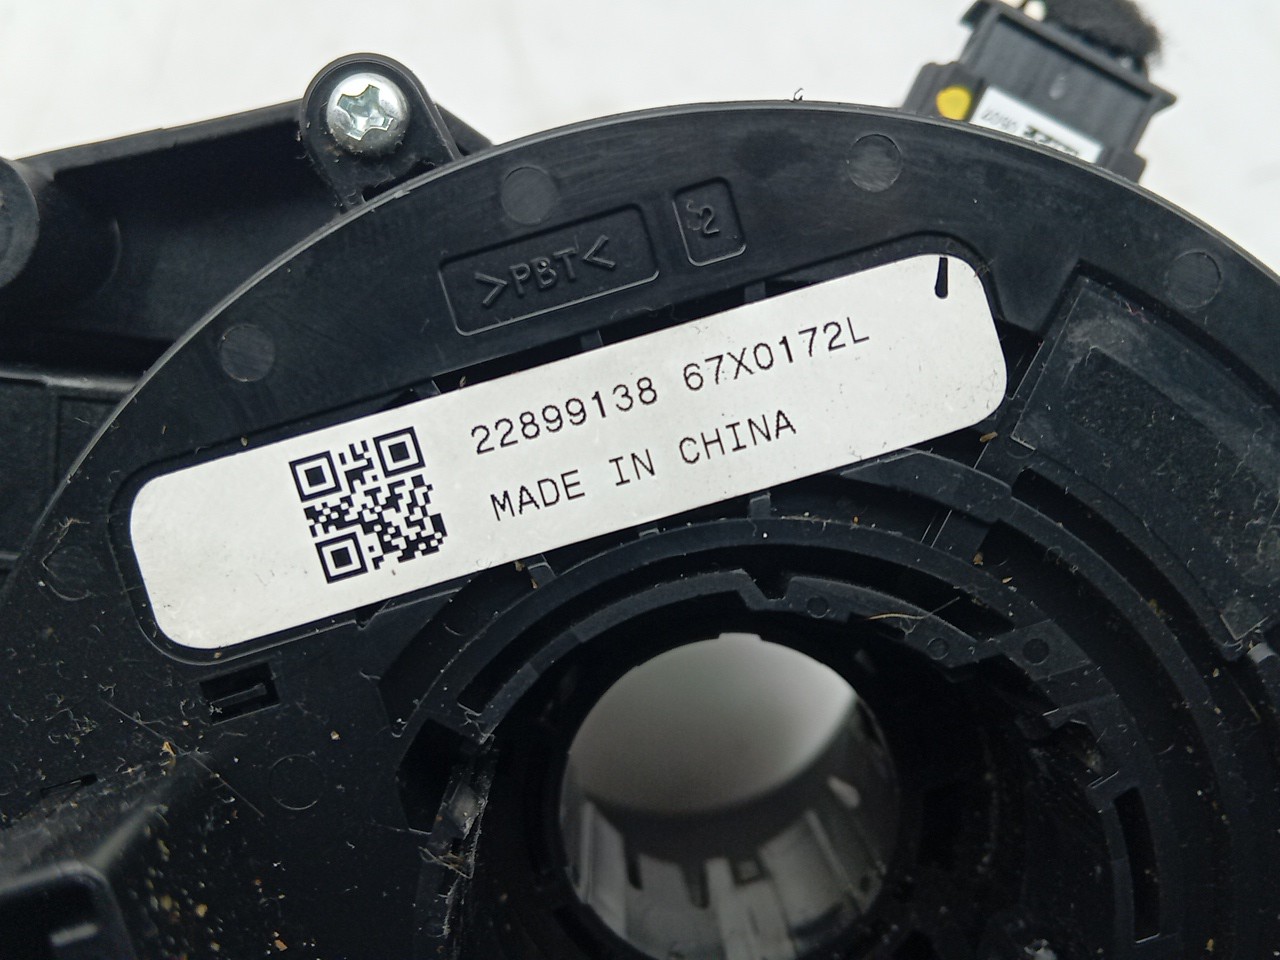 >PBT<
2
22899138 67X0172L
MADE IN CHINA